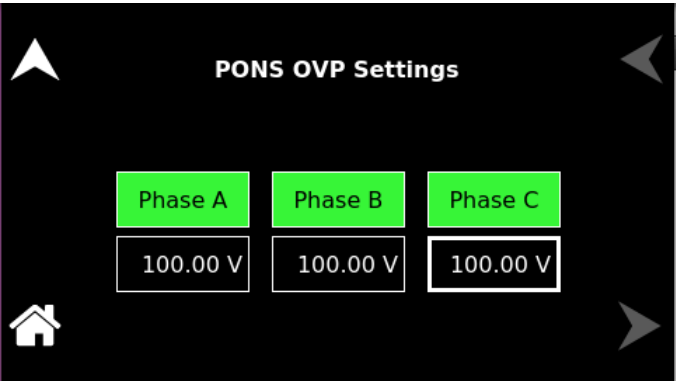 PONS OVP Settings
Phase A Phase B Phase C
100.00 V 100.00 V 100.00 V